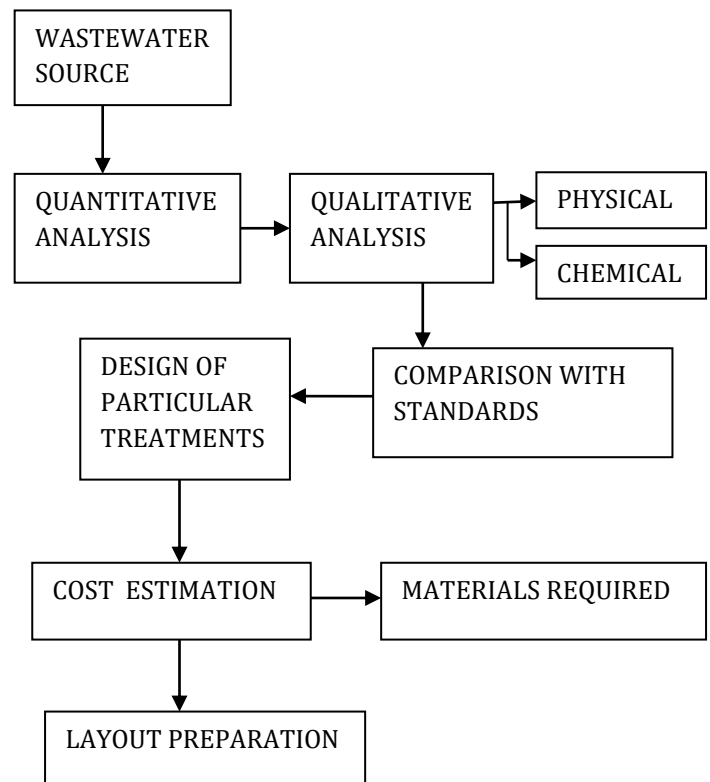 WASTEWATER
SOURCE
QUANTITATIVE
ANALYSIS
QUALITATIVE
ANALYSIS
PHYSICAL
CHEMICAL
COMPARISON WITH
STANDARDS
DESIGN OF
PARTICULAR
TREATMENTS
COST ESTIMATION
MATERIALS REQUIRED
LAYOUT PREPARATION